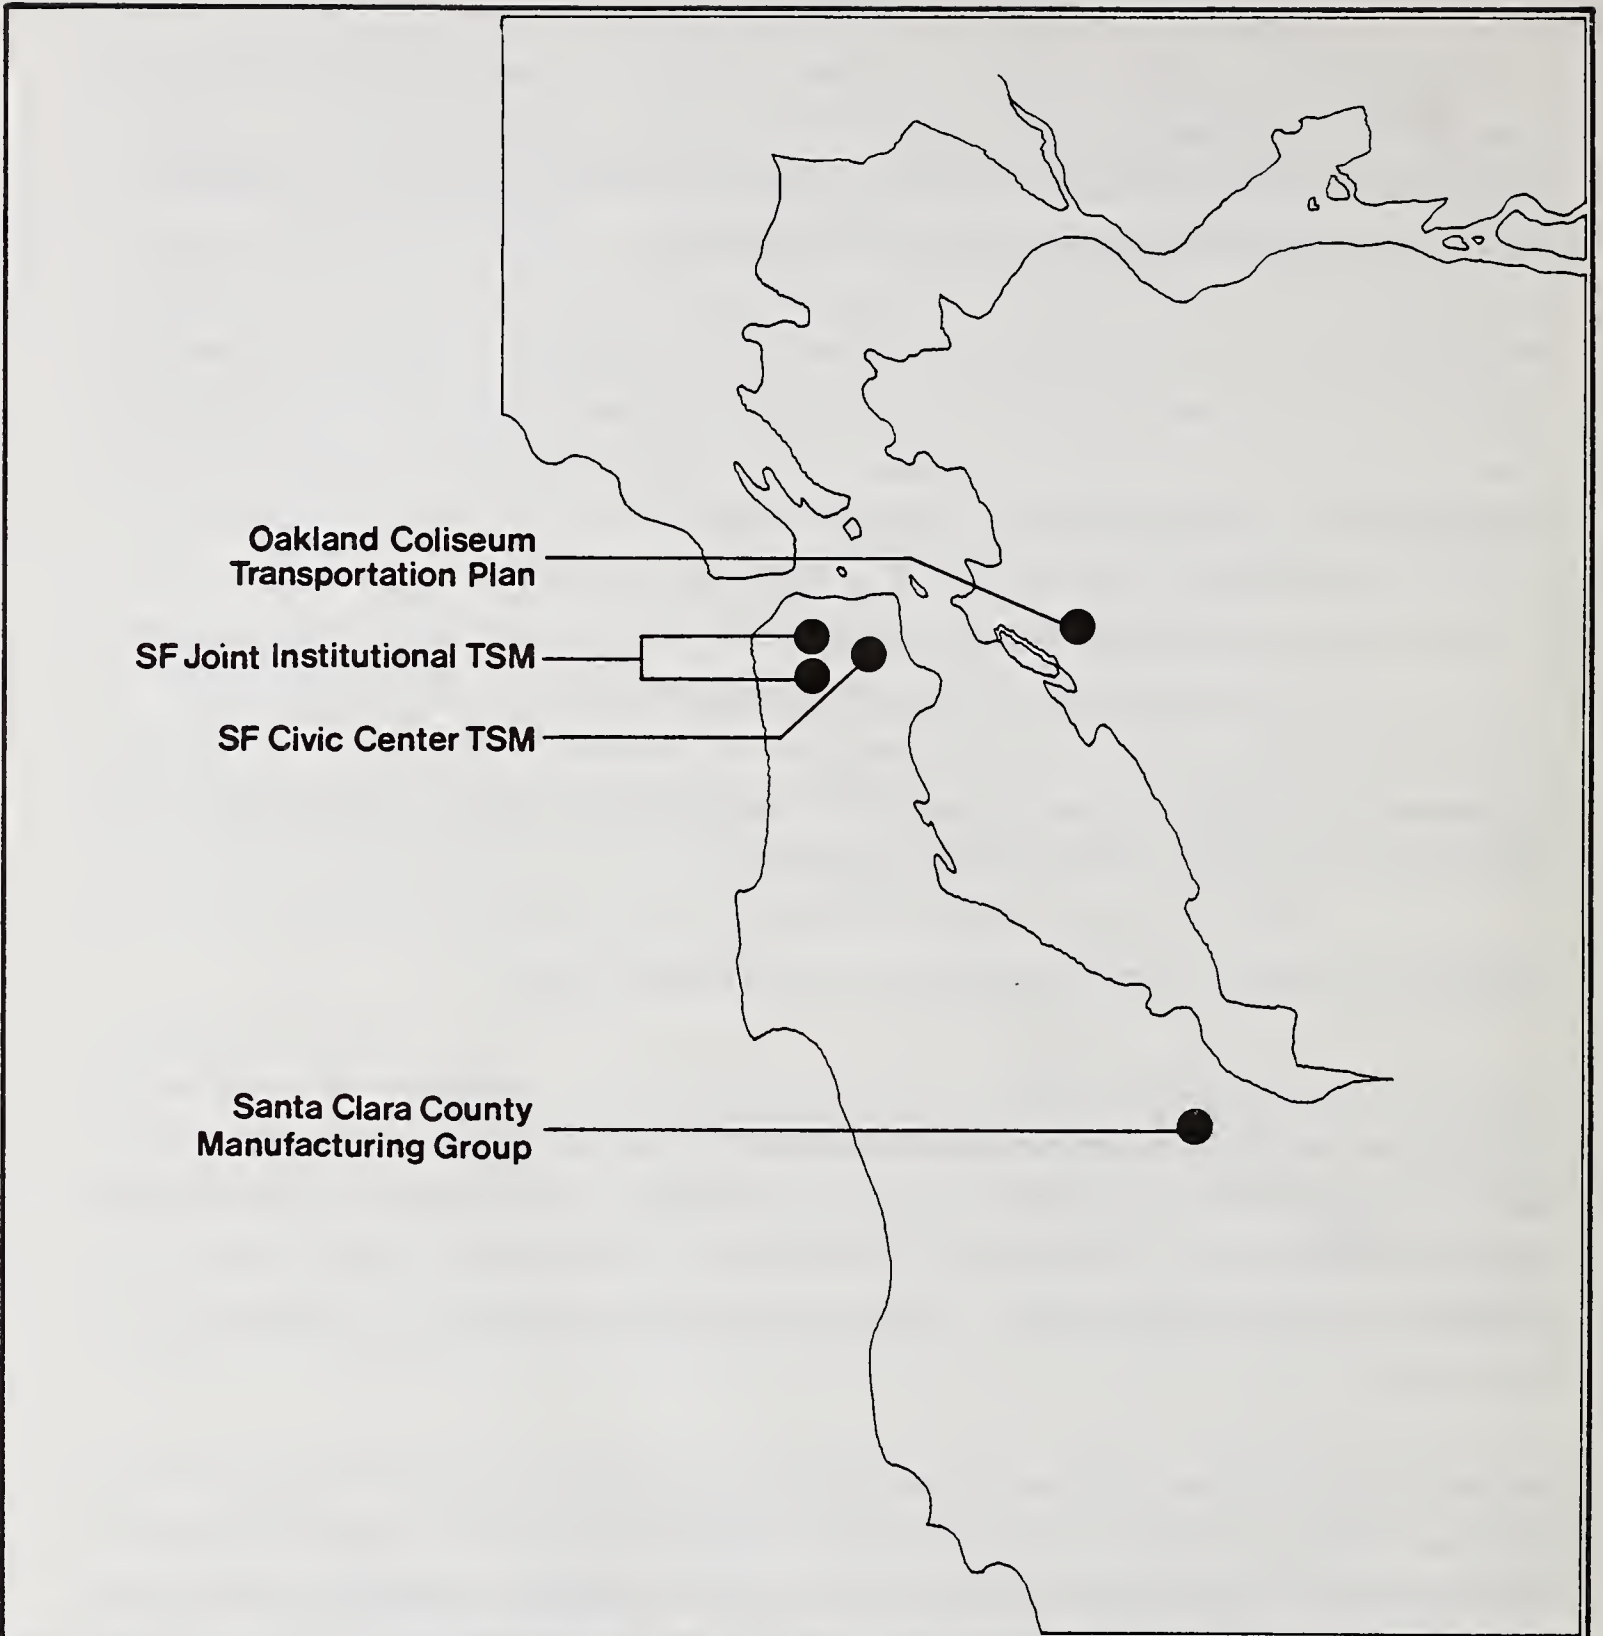 Oakland Coliseum
Transportation Plan
SF Joint Institutional TSM
SF Civic Center TSM
Santa Clara County
Manufacturing Group